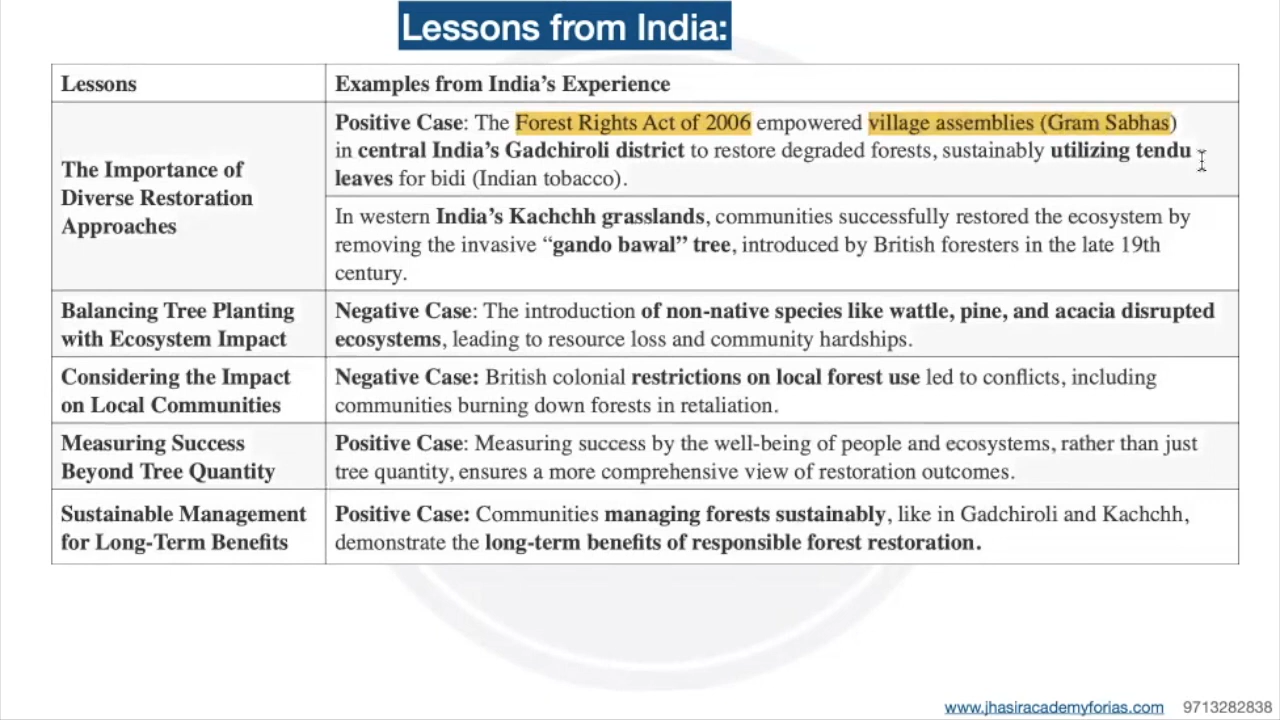 Lessons from India:
Lessons
Examples from India’s Experience
The Importance of
Diverse Restoration
Approaches
Positive Case: The Forest Rights Act of 2006 empowered village assemblies (Gram Sabhas)
in central India’s Gadchiroli district to restore degraded forests, sustainably utilizing tendu
leaves for bidi (Indian tobacco).
In western India’s Kachchh grasslands, communities successfully restored the ecosystem by
removing the invasive “gando bawal” tree, introduced by British foresters in the late 19th
century.
Balancing Tree Planting
with Ecosystem Impact
Negative Case: The introduction of non-native species like wattle, pine, and acacia disrupted
ecosystems, leading to resource loss and community hardships.
Considering the Impact
on Local Communities
Negative Case: British colonial restrictions on local forest use led to conflicts, including
communities burning down forests in retaliation.
Measuring Success
Beyond Tree Quantity
Positive Case: Measuring success by the well-being of people and ecosystems, rather than just
tree quantity, ensures a more comprehensive view of restoration outcomes.
Sustainable Management
for Long-Term Benefits
Positive Case: Communities managing forests sustainably, like in Gadchiroli and Kachchh,
demonstrate the long-term benefits of responsible forest restoration.
www.jhasiracademyforias.com 9713282838